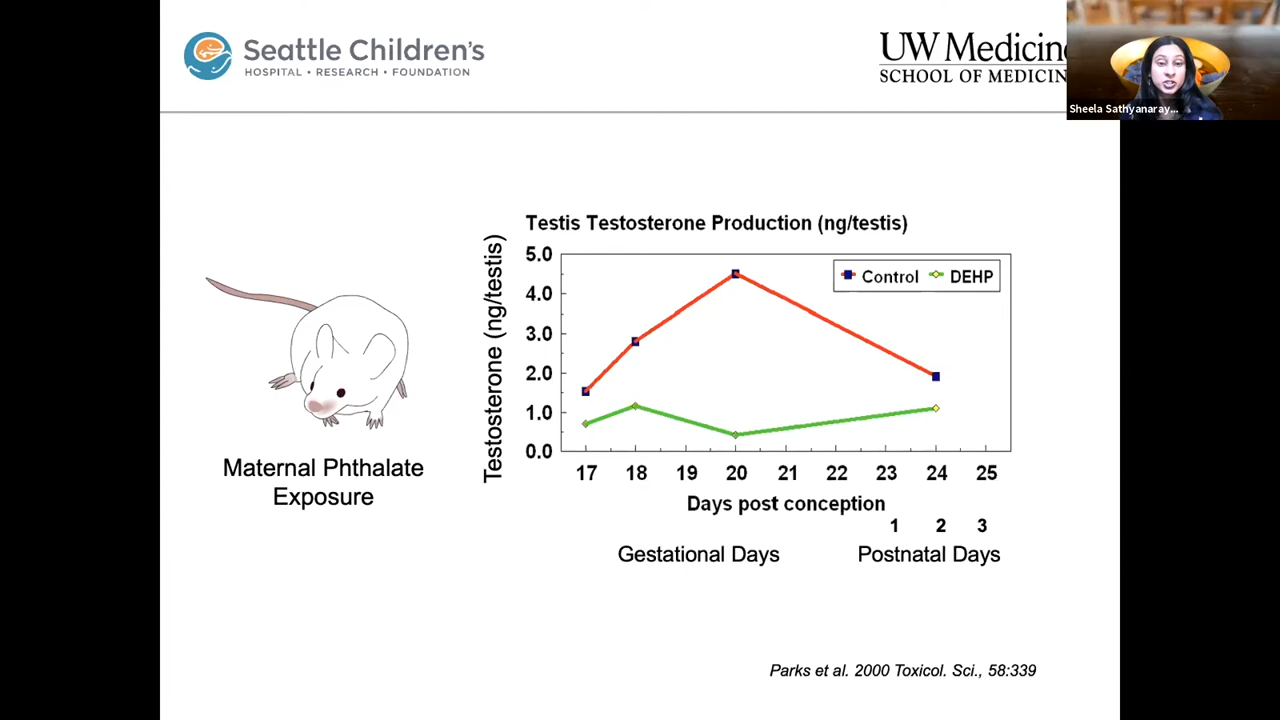 Seattle Children's
HOSPITAL • RESEARCH • FOUNDATION
UW Medicine
SCHOOL OF MEDICIN
Sheela Sathyanaray...
Testis Testosterone Production (ng/testis)
Testosterone (ng/testis)
5.0
4.0
3.0
2.0
1.0
0.0
Control
DEHP
17 18 19 20 21 22 23 24 25
Days post conception
1 2 3
Gestational Days
Postnatal Days
Maternal Phthalate
Exposure
Parks et al. 2000 Toxicol. Sci., 58:339